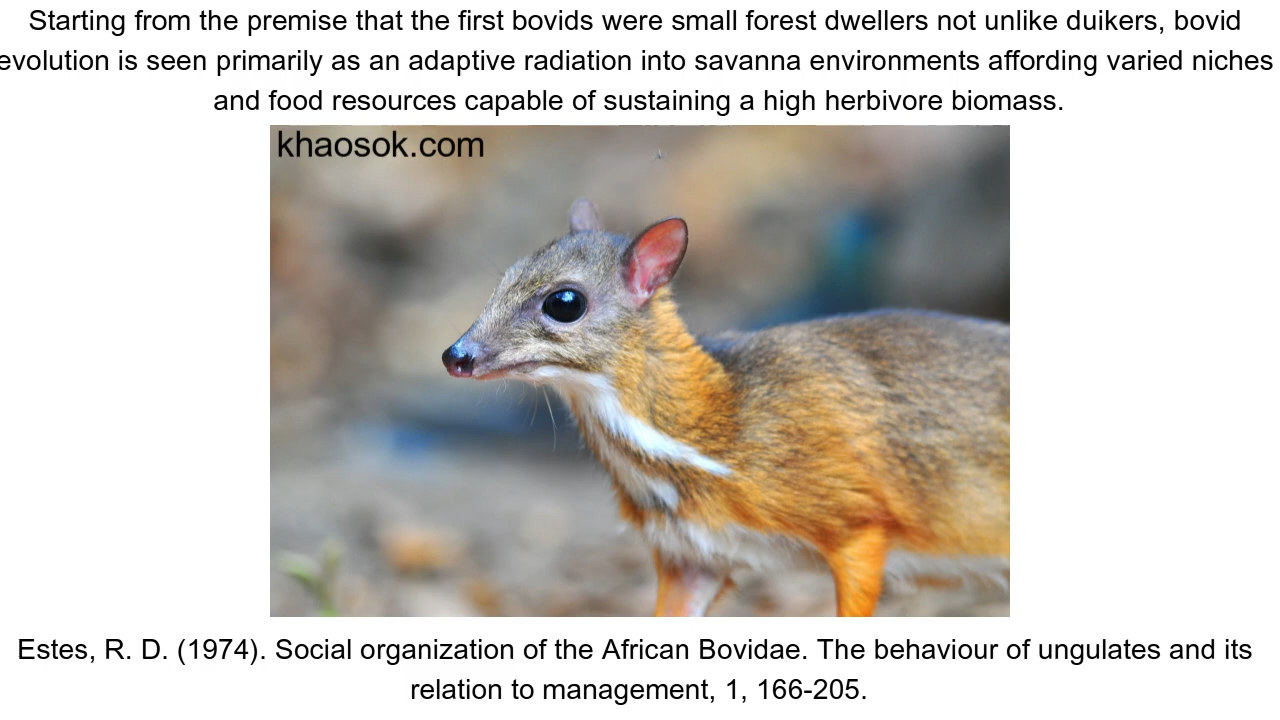 Starting from the premise that the first bovids were small forest dwellers not unlike duikers, bovid
evolution is seen primarily as an adaptive radiation into savanna environments affording varied niches
and food resources capable of sustaining a high herbivore biomass.
khaosok.com
Estes, R. D. (1974). Social organization of the African Bovidae. The behaviour of ungulates and its
relation to management, 1, 166-205.